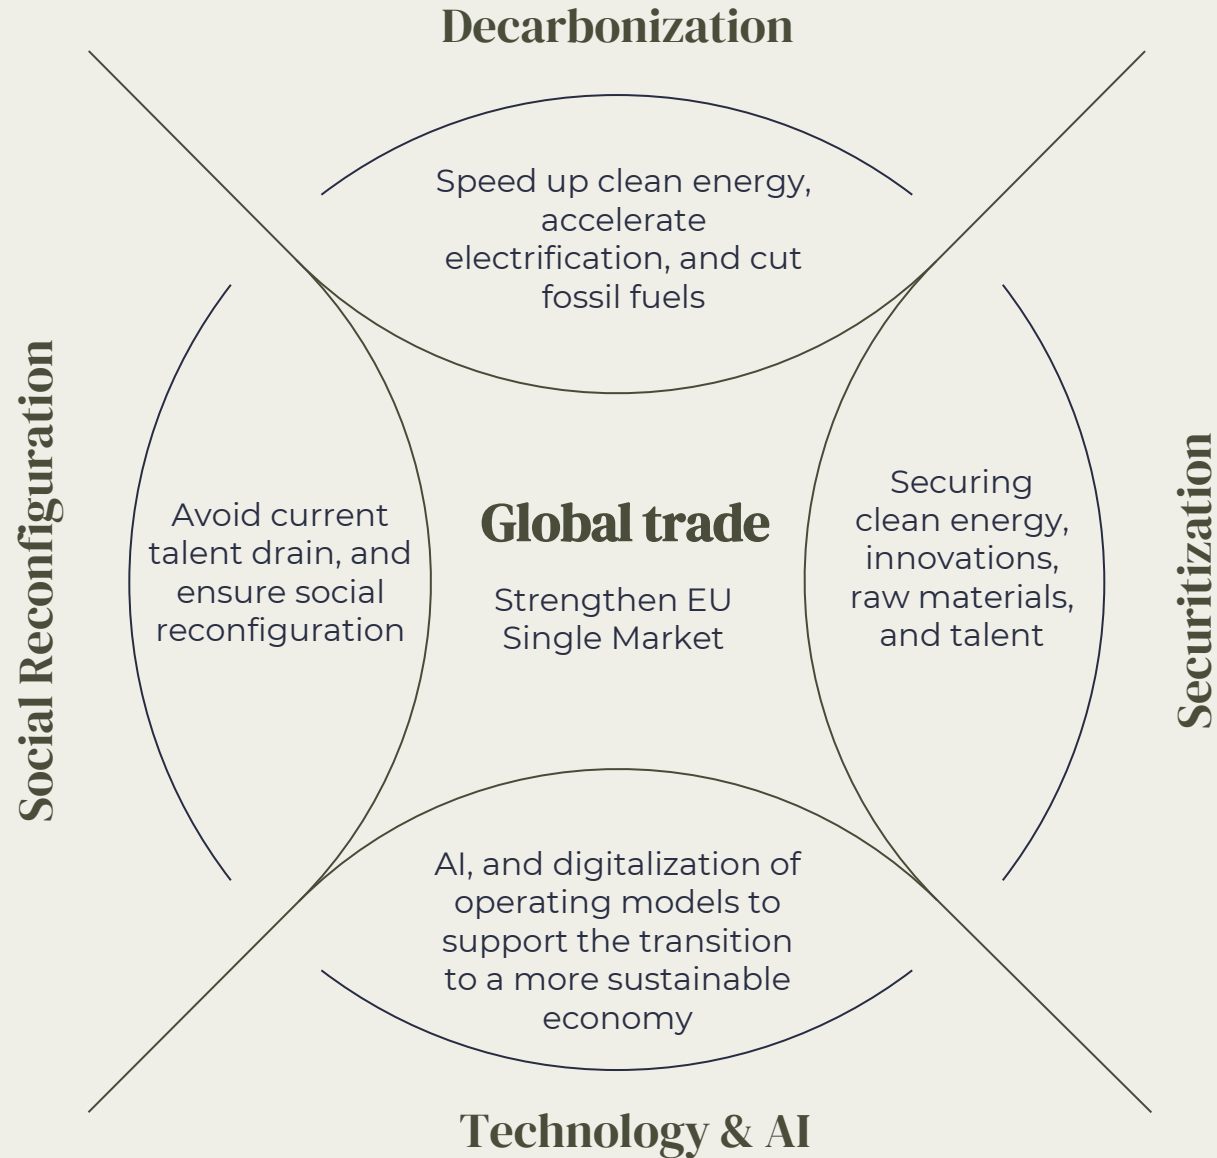 Decarbonization
Speed up clean energy,
accelerate
electrification, and cut
fossil fuels
Social Reconfiguration
Avoid current
talent drain, and
ensure social
reconfiguration
Global trade
Strengthen EU
Single Market
Securing
clean energy,
innovations,
raw materials,
and talent
Securitization
AI, and digitalization of
operating models to
support the transition
to a more sustainable
economy
Technology & AI